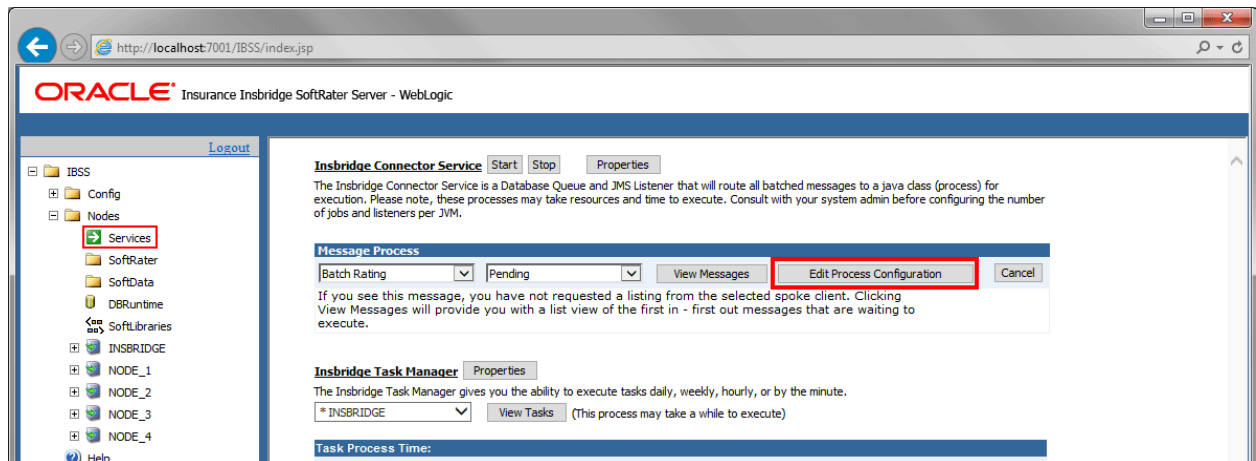 http://localhost:7001/IBSS/index.jsp
ORACLE Insurance Insbridge SoftRater Server - WebLogic
Logout
IBSS
Config
Nodes
Services
SoftRater
SoftData
DBRuntime
SoftLibraries
INSBRIDGE
NODE_1
NODE_2
NODE_3
NODE_4
Help
Insbridge Connector Service Start Stop Properties
The Insbridge Connector Service is a Database Queue and JMS Listener that will route all batched messages to a java class (process) for
execution. Please note, these processes may take resources and time to execute. Consult with your system admin before configuring the number
of jobs and listeners per JVM.
Message Process
Batch Rating Pending View Messages Edit Process Configuration Cancel
If you see this message, you have not requested a listing from the selected spoke client. Clicking
View Messages will provide you with a list view of the first in - first out messages that are waiting to
execute.
Insbridge Task Manager Properties
The Insbridge Task Manager gives you the ability to execute tasks daily, weekly, hourly, or by the minute.
* INSBRIDGE View Tasks (This process may take a while to execute)
Task Process Time: